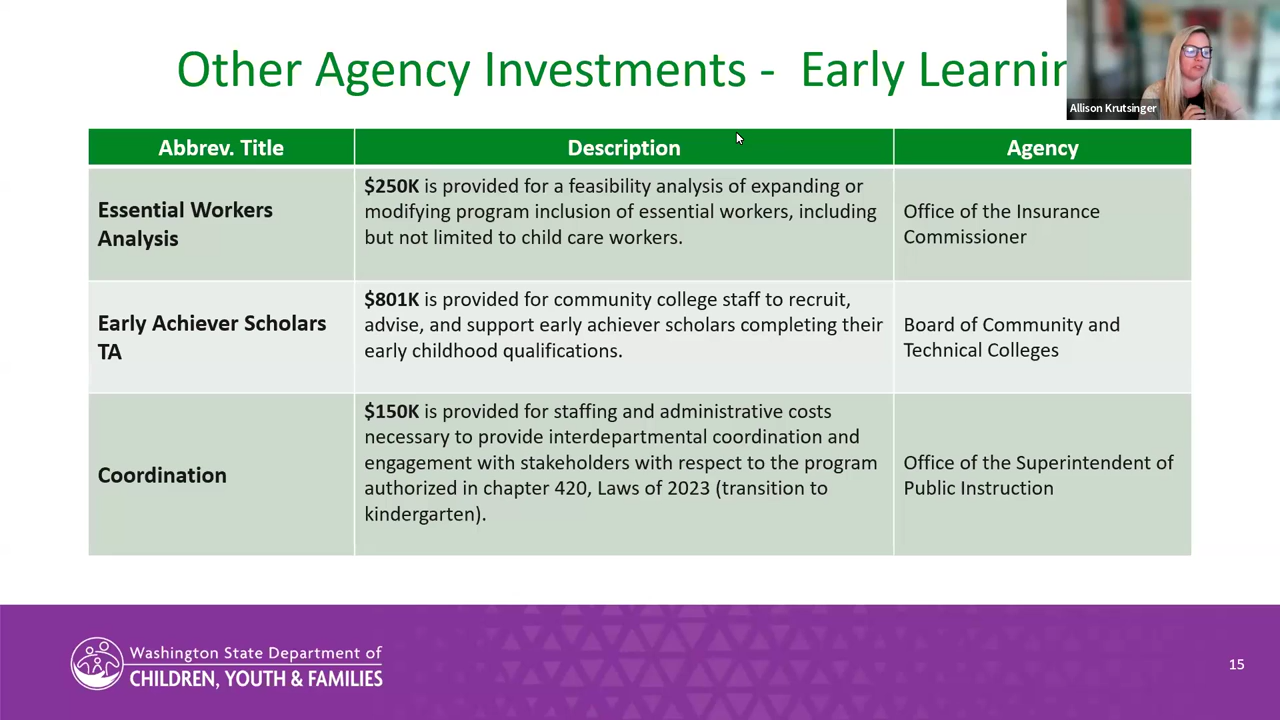 Other Agency Investments - Early Learnin
Allison Krutsinger
Abbrev. Title
Description
Agency
Essential Workers
Analysis
$250K is provided for a feasibility analysis of expanding or
modifying program inclusion of essential workers, including
but not limited to child care workers.
Office of the Insurance
Commissioner
Early Achiever Scholars
TA
$801K is provided for community college staff to recruit,
advise, and support early achiever scholars completing their
early childhood qualifications.
Board of Community and
Technical Colleges
Coordination
$150K is provided for staffing and administrative costs
necessary to provide interdepartmental coordination and
engagement with stakeholders with respect to the program
authorized in chapter 420, Laws of 2023 (transition to
kindergarten).
Office of the Superintendent of
Public Instruction
Washington State Department of
CHILDREN, YOUTH & FAMILIES
15